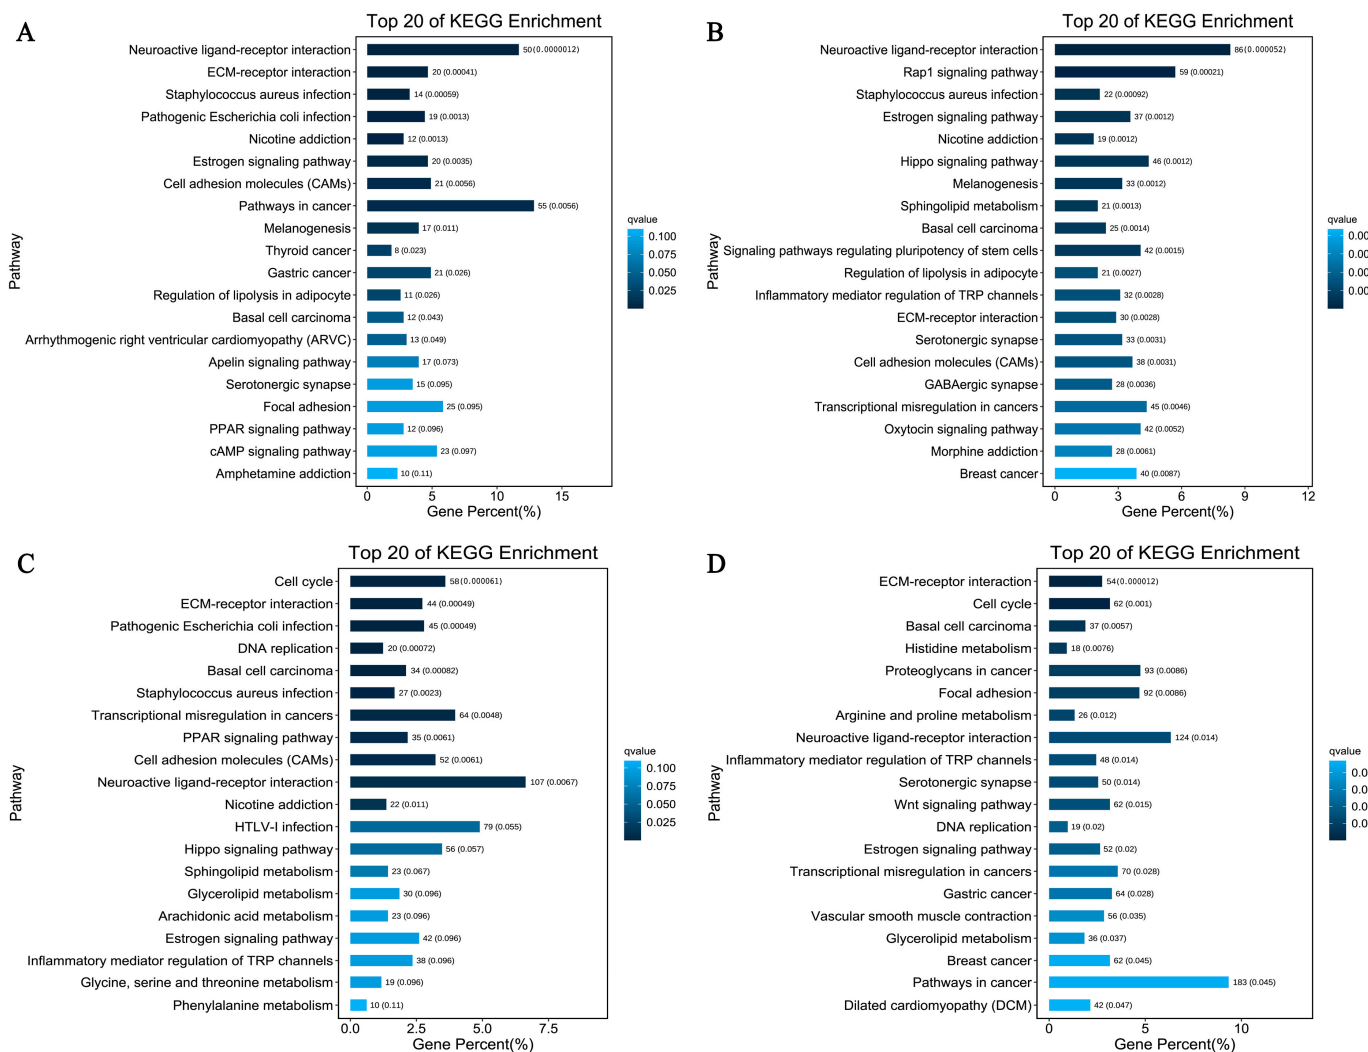 A
Top 20 of KEGG Enrichment
Neuroactive ligand-receptor interaction 50(0.0000012)
ECM-receptor interaction 20 (0.00041)
Staphylococcus aureus infection 14 (0.00059)
Pathogenic Escherichia coli infection 19 (0.0013)
Nicotine addiction 12 (0.0013)
Estrogen signaling pathway 20 (0.0035)
Cell adhesion molecules (CAMs) 21 (0.0056)
Pathways in cancer 55 (0.0056)
Melanogenesis 17 (0.011)
Thyroid cancer 8 (0.023)
Gastric cancer 21 (0.026)
Regulation of lipolysis in adipocyte 11 (0.026)
Basal cell carcinoma 12 (0.043)
Arrhythmogenic right ventricular cardiomyopathy (ARVC) 13 (0.049)
Apelin signaling pathway 17 (0.073)
Serotonergic synapse 15 (0.095)
Focal adhesion 25 (0.095)
PPAR signaling pathway 12 (0.096)
cAMP signaling pathway 23 (0.097)
Amphetamine addiction 10 (0.11)
0 5 10 15
Gene Percent(%)
Pathway
qvalue
0.100
0.075
0.050
0.025
B
Top 20 of KEGG Enrichment
Neuroactive ligand-receptor interaction 86(0.000052)
Rap1 signaling pathway 59 (0.00021)
Staphylococcus aureus infection 22 (0.00092)
Estrogen signaling pathway 37 (0.0012)
Nicotine addiction 19 (0.0012)
Hippo signaling pathway 46 (0.0012)
Melanogenesis 33 (0.0012)
Sphingolipid metabolism 21 (0.0013)
Basal cell carcinoma 25 (0.0014)
Signaling pathways regulating pluripotency of stem cells 42 (0.0015)
Regulation of lipolysis in adipocyte 21 (0.0027)
Inflammatory mediator regulation of TRP channels 32 (0.0028)
ECM-receptor interaction 30 (0.0028)
Serotonergic synapse 33 (0.0031)
Cell adhesion molecules (CAMs) 38 (0.0031)
GABAergic synapse 28 (0.0036)
Transcriptional misregulation in cancers 45 (0.0046)
Oxytocin signaling pathway 42 (0.0052)
Morphine addiction 28 (0.0061)
Breast cancer 40 (0.0087)
0 3 6 9 12
Gene Percent(%)
Pathway
qvalue
0.00
0.00
0.00
0.00
C
Top 20 of KEGG Enrichment
Cell cycle 58(0.000061)
ECM-receptor interaction 44 (0.00049)
Pathogenic Escherichia coli infection 45 (0.00049)
DNA replication 20 (0.00072)
Basal cell carcinoma 34 (0.00082)
Staphylococcus aureus infection 27 (0.0023)
Transcriptional misregulation in cancers 64 (0.0048)
PPAR signaling pathway 35 (0.0061)
Cell adhesion molecules (CAMs) 52 (0.0061)
Neuroactive ligand-receptor interaction 107 (0.0067)
Nicotine addiction 22 (0.011)
HTLV-I infection 79 (0.055)
Hippo signaling pathway 56 (0.057)
Sphingolipid metabolism 23 (0.067)
Glycerolipid metabolism 30 (0.096)
Arachidonic acid metabolism 23 (0.096)
Estrogen signaling pathway 42 (0.096)
Inflammatory mediator regulation of TRP channels 38 (0.096)
Glycine, serine and threonine metabolism 19 (0.096)
Phenylalanine metabolism 10 (0.11)
0.0 2.5 5.0 7.5
Gene Percent(%)
Pathway
qvalue
0.100
0.075
0.050
0.025
D
Top 20 of KEGG Enrichment
ECM-receptor interaction 54(0.000012)
Cell cycle 62 (0.001)
Basal cell carcinoma 37 (0.0057)
Histidine metabolism 18 (0.0076)
Proteoglycans in cancer 93 (0.0086)
Focal adhesion 92 (0.0086)
Arginine and proline metabolism 26 (0.012)
Neuroactive ligand-receptor interaction 124 (0.014)
Inflammatory mediator regulation of TRP channels 48 (0.014)
Serotonergic synapse 50 (0.014)
Wnt signaling pathway 62 (0.015)
DNA replication 19 (0.02)
Estrogen signaling pathway 52 (0.02)
Transcriptional misregulation in cancers 70 (0.028)
Gastric cancer 64 (0.028)
Vascular smooth muscle contraction 56 (0.035)
Glycerolipid metabolism 36 (0.037)
Breast cancer 62 (0.045)
Pathways in cancer 183 (0.045)
Dilated cardiomyopathy (DCM) 42 (0.047)
0 5 10
Gene Percent(%)
Pathway
qvalue
0.0
0.0
0.0
0.0